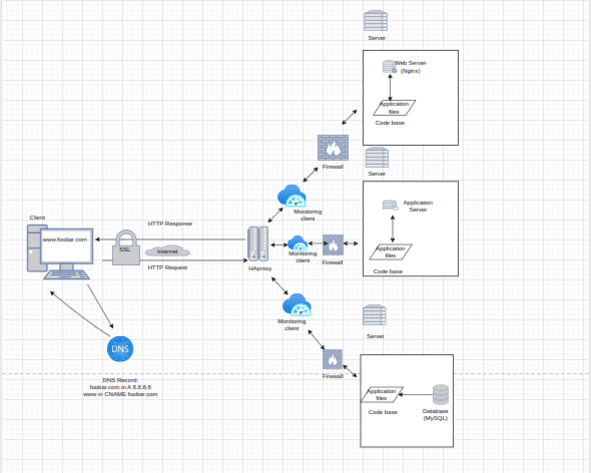 Server
Web Server
(Nginx)
Application
files
Code base
Firewall
Server
Monitoring
client
Application
Server
Application
files
Code base
Client
www.foobar.com
SSL
HTTP Response
Internet
HTTP Request
HAproxy
Monitoring
client
Firewall
Monitoring
client
Server
Firewall
Application
files
Code base
Database
(MySQL)
DNS
DNS Record:
foobar.com in A 8.8.8.8
www in CNAME foobar.com